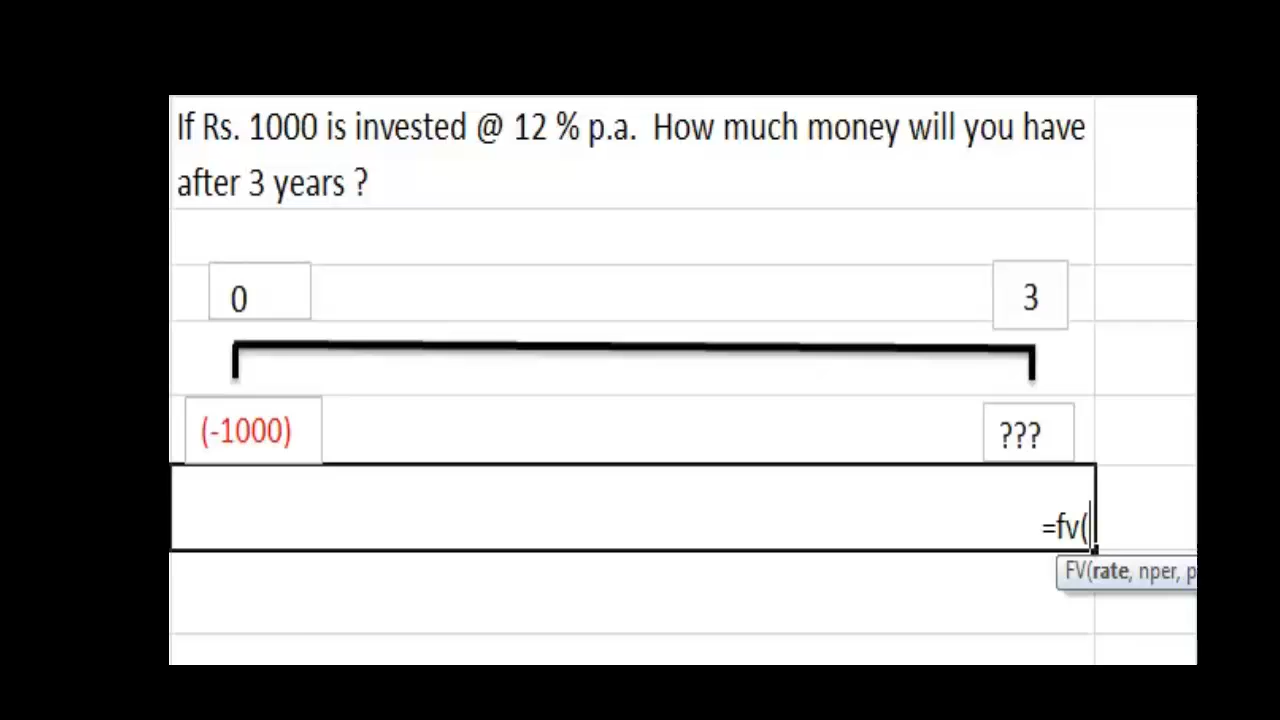 If Rs. 1000 is invested @ 12 % p.a. How much money will you have
after 3 years ?
0 3
(-1000) ???
=fv(
FV(rate, nper, p